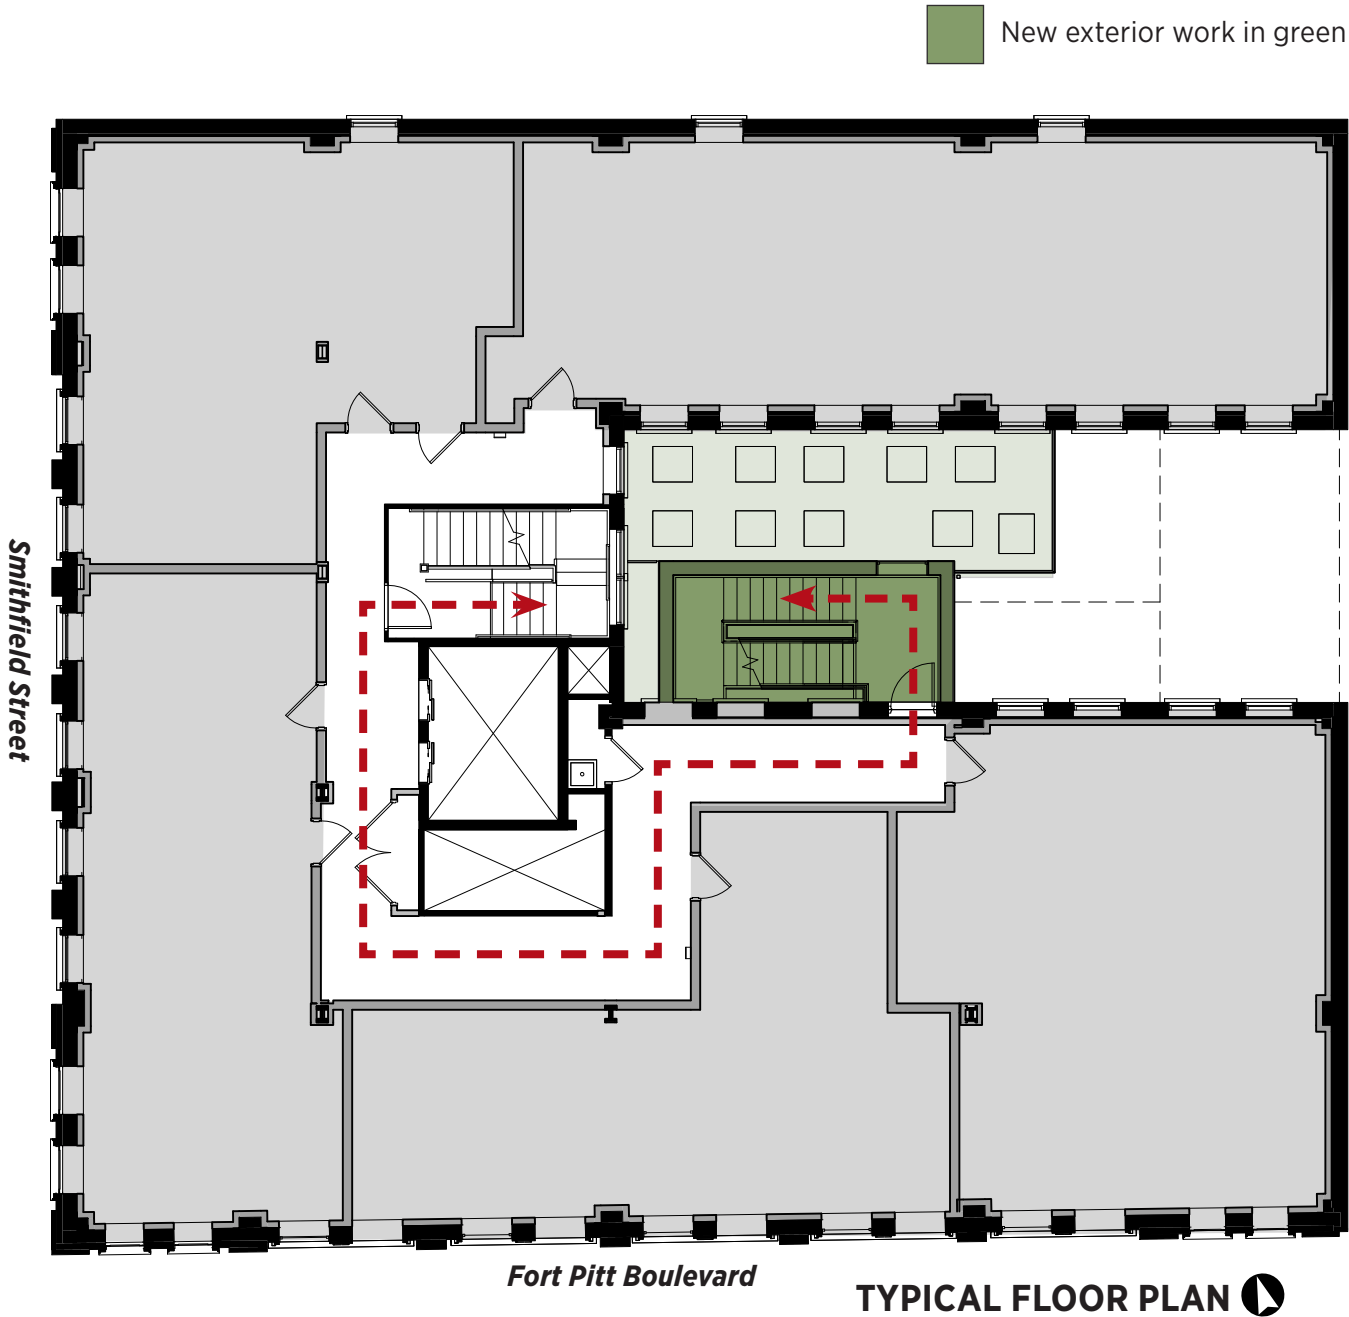 New exterior work in green
Smithfield Street
Fort Pitt Boulevard
TYPICAL FLOOR PLAN